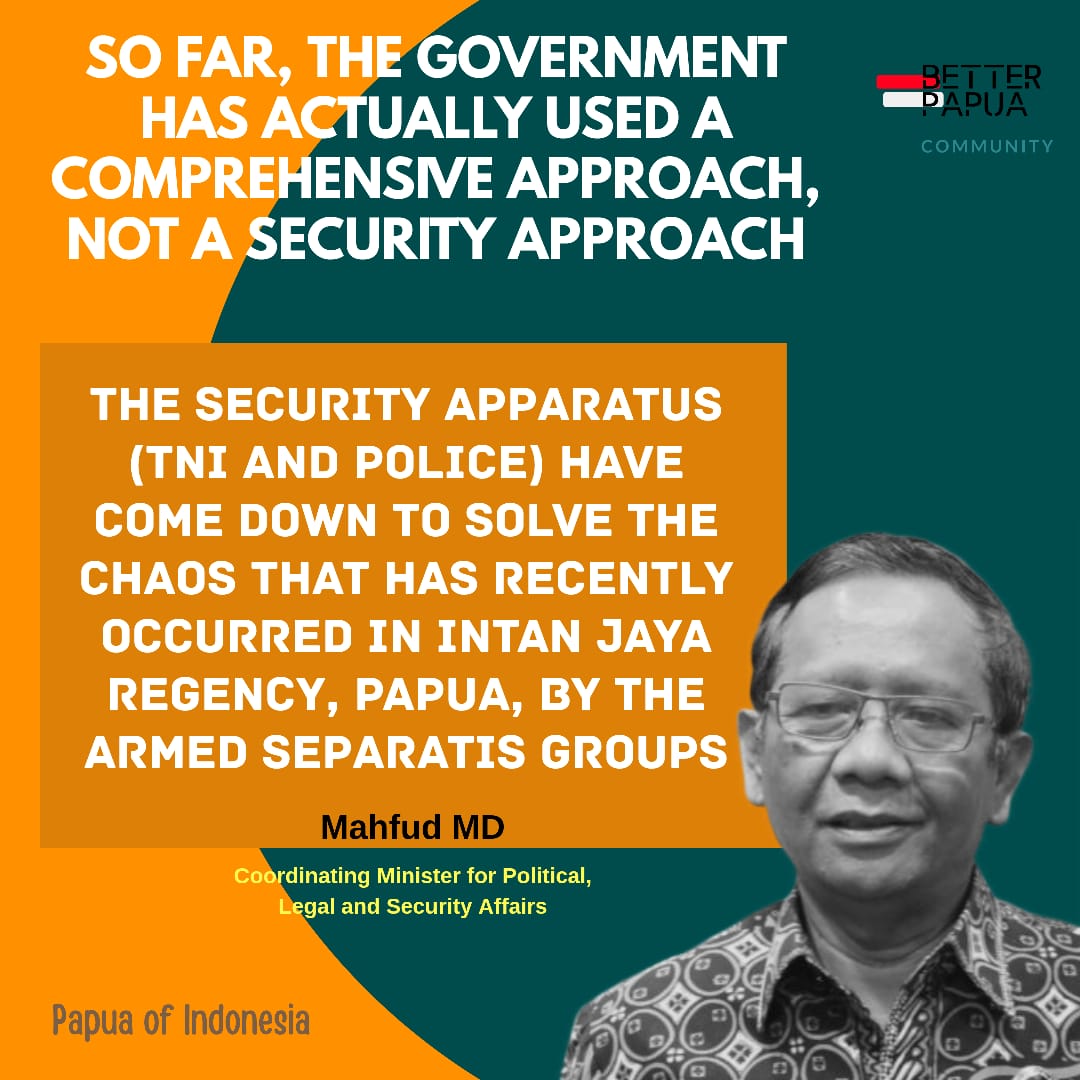 SO FAR, THE GOVERNMENT
HAS ACTUALLY USED A
COMPREHENSIVE APPROACH,
NOT A SECURITY APPROACH
BETTER
PAPUA
COMMUNITY
THE SECURITY APPARATUS
(TNI AND POLICE) HAVE
COME DOWN TO SOLVE THE
CHAOS THAT HAS RECENTLY
OCCURRED IN INTAN JAYA
REGENCY, PAPUA, BY THE
ARMED SEPARATIS GROUPS
Mahfud MD
Coordinating Minister for Political,
Legal and Security Affairs
Papua of Indonesia